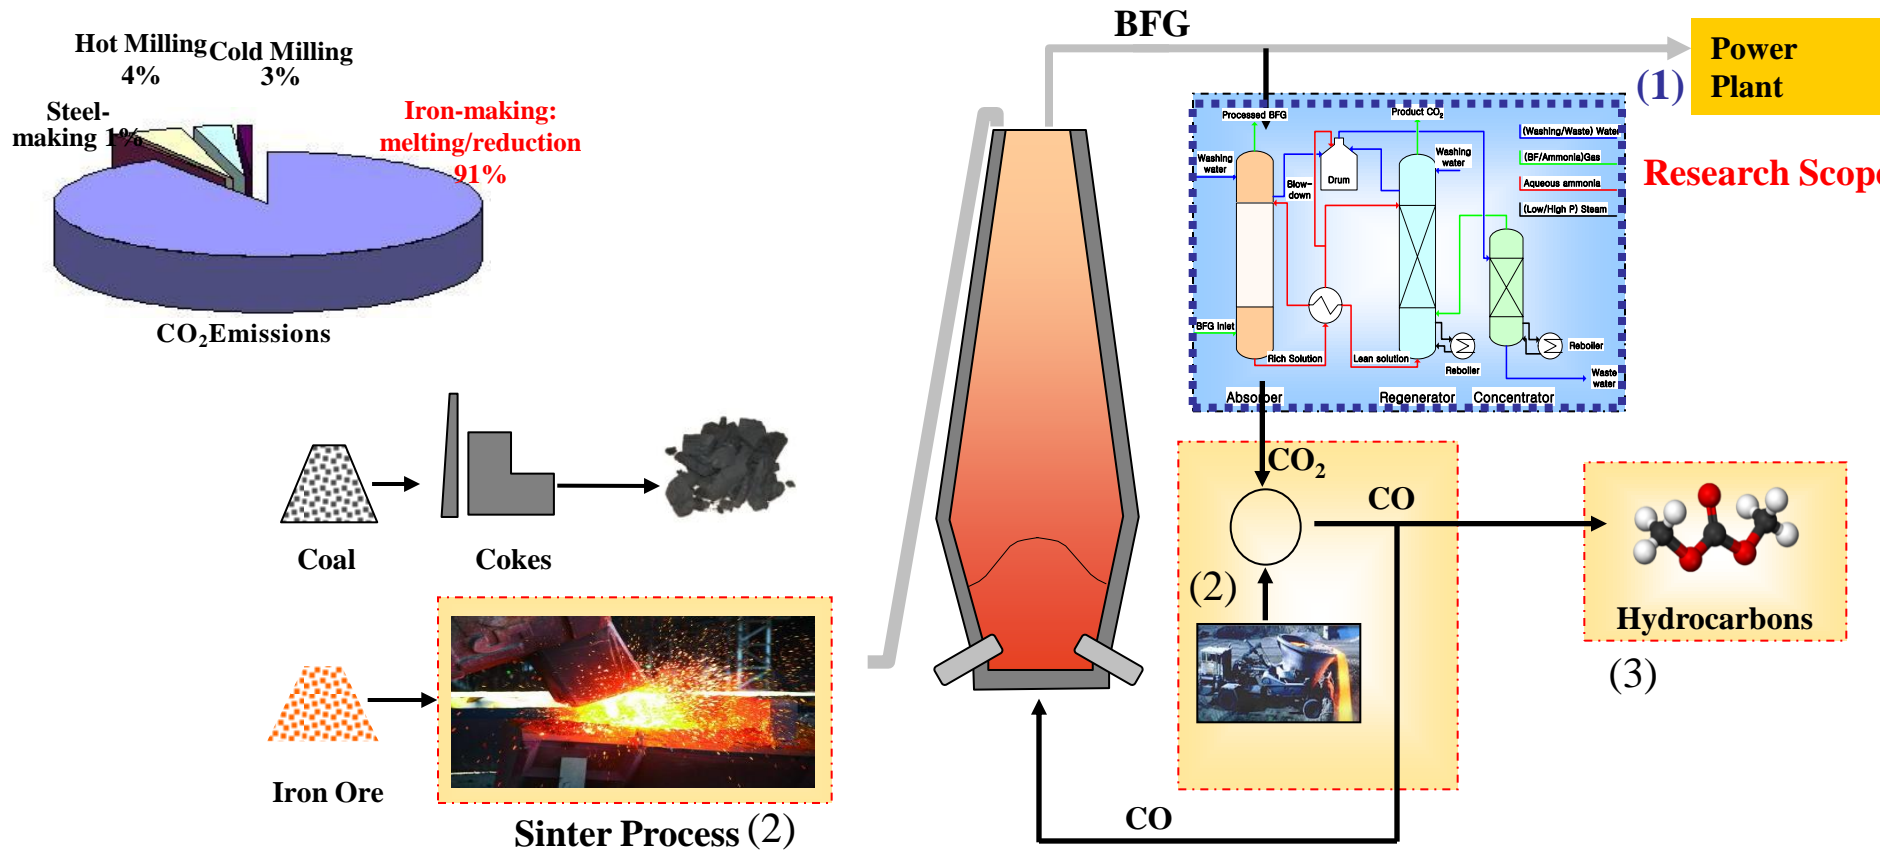 Hot Milling
4%
Cold Milling
3%
Steel-
making 1%
Iron-making:
melting/reduction
91%
CO₂Emissions
BFG
Power
Plant
(1)
Research Scope
Processed BFG
Product CO₂
(Washing/Waste) Water
(BF/Ammonia)Gas
Aqueous ammonia
(Low/High P) Steam
Washing
water
Blow-
down
Drum
Washing
water
BFG Inlet
Rich Solution
Lean solution
Reboiler
Reboiler
Waste
water
Absorber
Regenerator
Concentrator
CO₂
CO
(2)
Hydrocarbons
(3)
Coal
Cokes
Iron Ore
Sinter Process (2)
CO